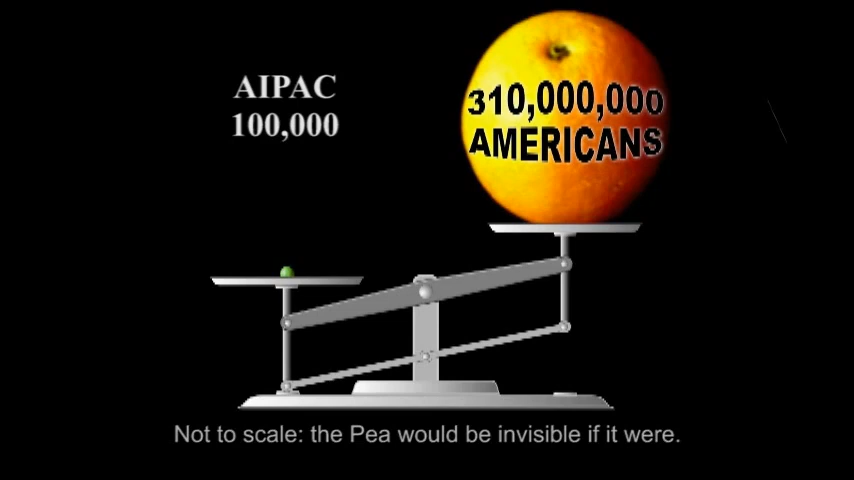 AIPAC
100,000
310,000,000
AMERICANS
Not to scale: the Pea would be invisible if it were.